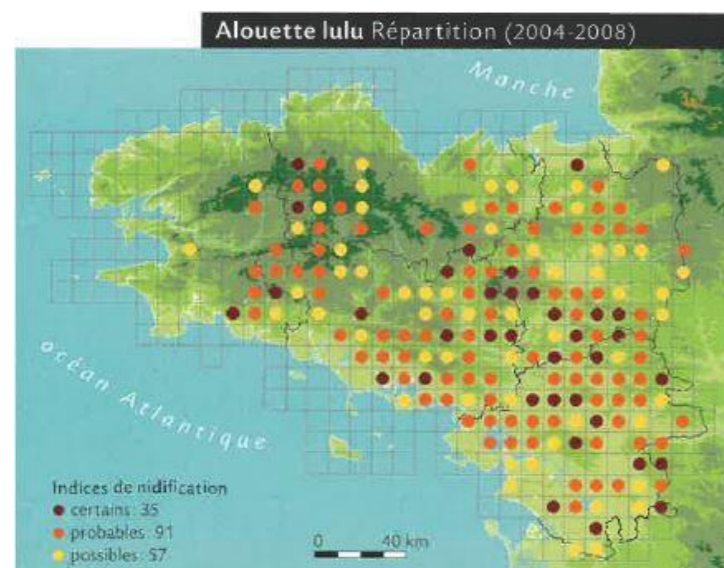 Alouette lulu Répartition (2004-2008)
Manche
océan Atlantique
Indices de nidification
certains : 35
probables : 91
possibles : 57
0 40 km